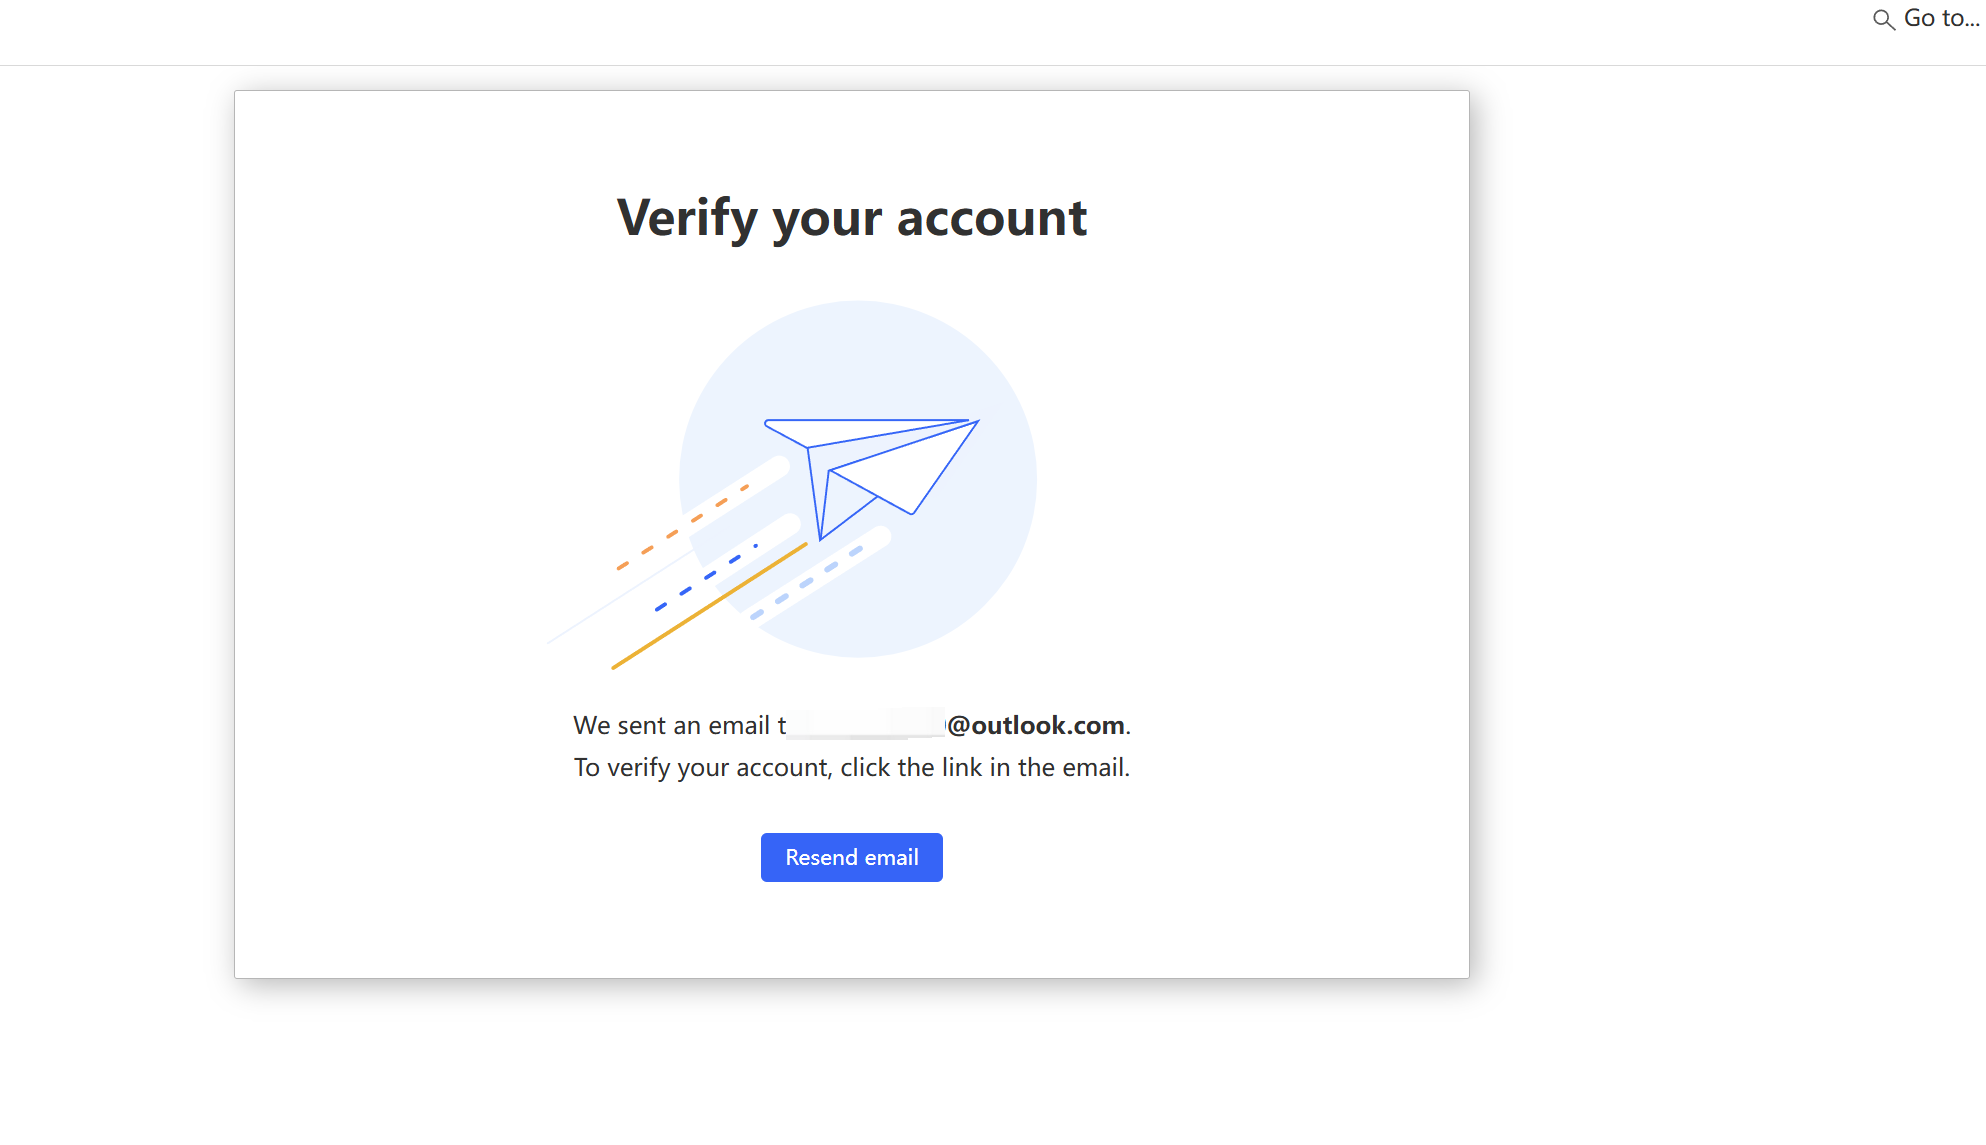 Go to...
Verify your account
We sent an email t @outlook.com.
To verify your account, click the link in the email.
Resend email